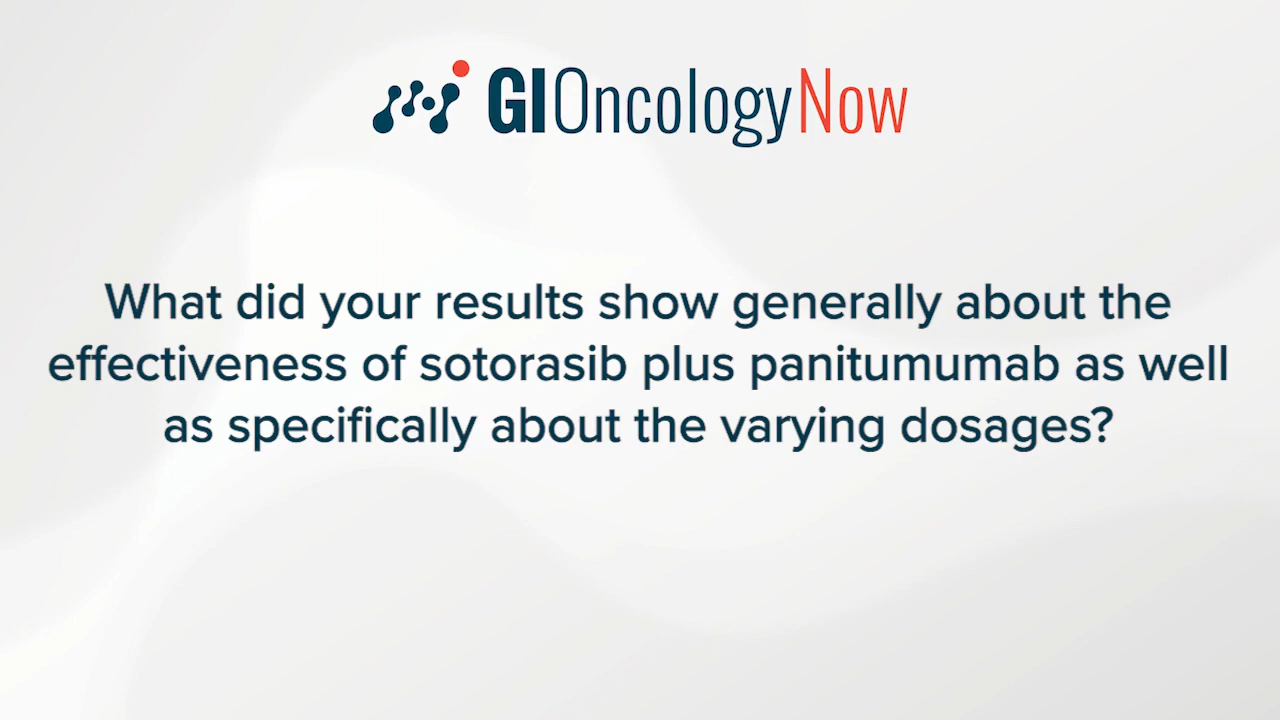 GIOncologyNow
What did your results show generally about the
effectiveness of sotorasib plus panitumumab as well
as specifically about the varying dosages?